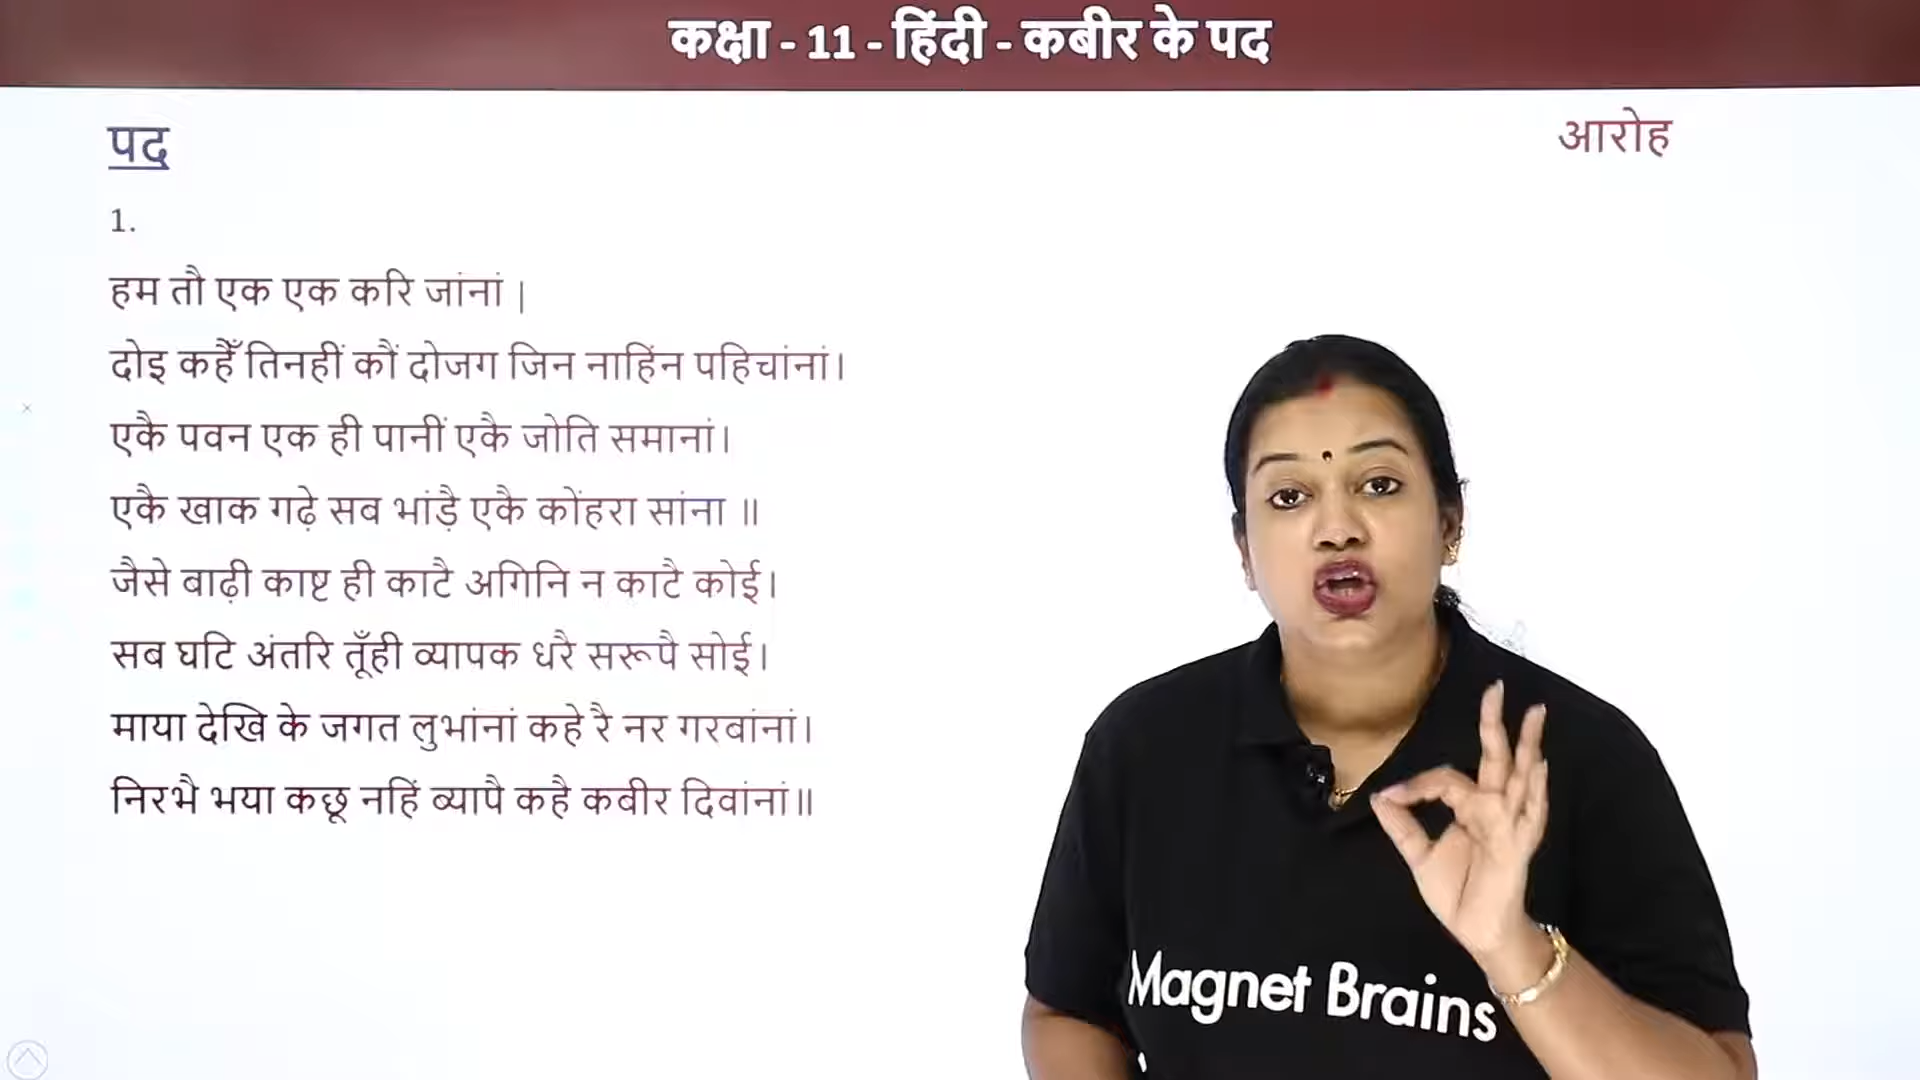 कक्षा - 11 - हिंदी - कबीर के पद
पद
आरोह
1.
हम तौ एक एक करि जांनां |
दोइ कहैँ तिनहीं कौं दोजग जिन नाहिंन पहिचांनां।
एकै पवन एक ही पानीं एकै जोति समानां।
एकै खाक गढ़े सब भांड़ै एकै कोंहरा सांना ॥
जैसे बाढ़ी काष्ट ही काटै अगिनि न काटै कोई।
सब घटि अंतरि तूँही व्यापक धरै सरूपै सोई।
माया देखि के जगत लुभांनां कहे रै नर गरबांनां।
निरभै भया कछू नहिं ब्यापै कहै कबीर दिवांनां॥
Magnet Brains